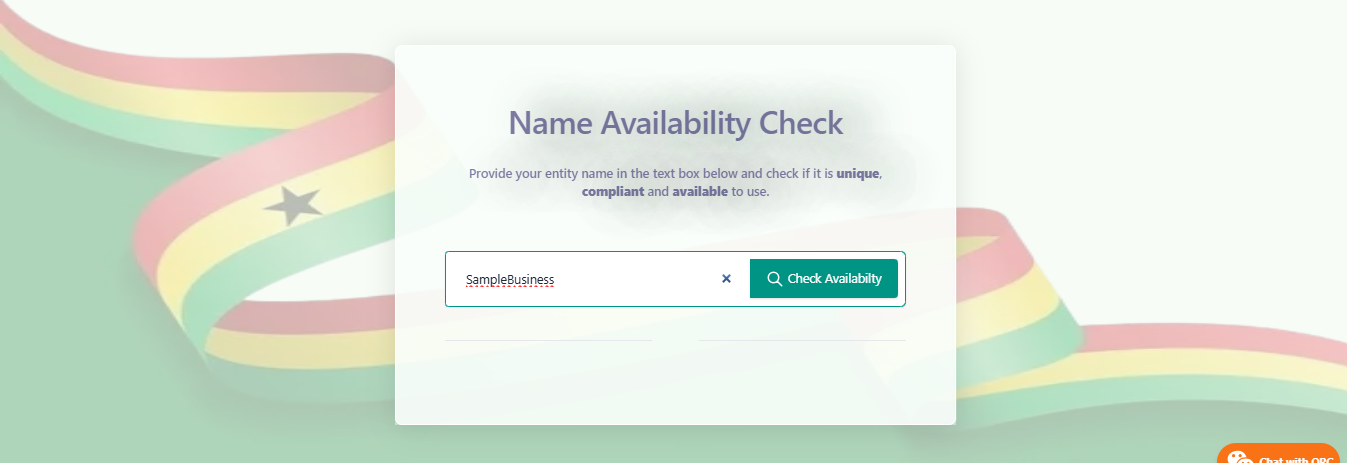 Name Availability Check
Provide your entity name in the text box below and check if it is unique,
compliant and available to use.
SampleBusiness
Check Availabilty
Chat with ORC